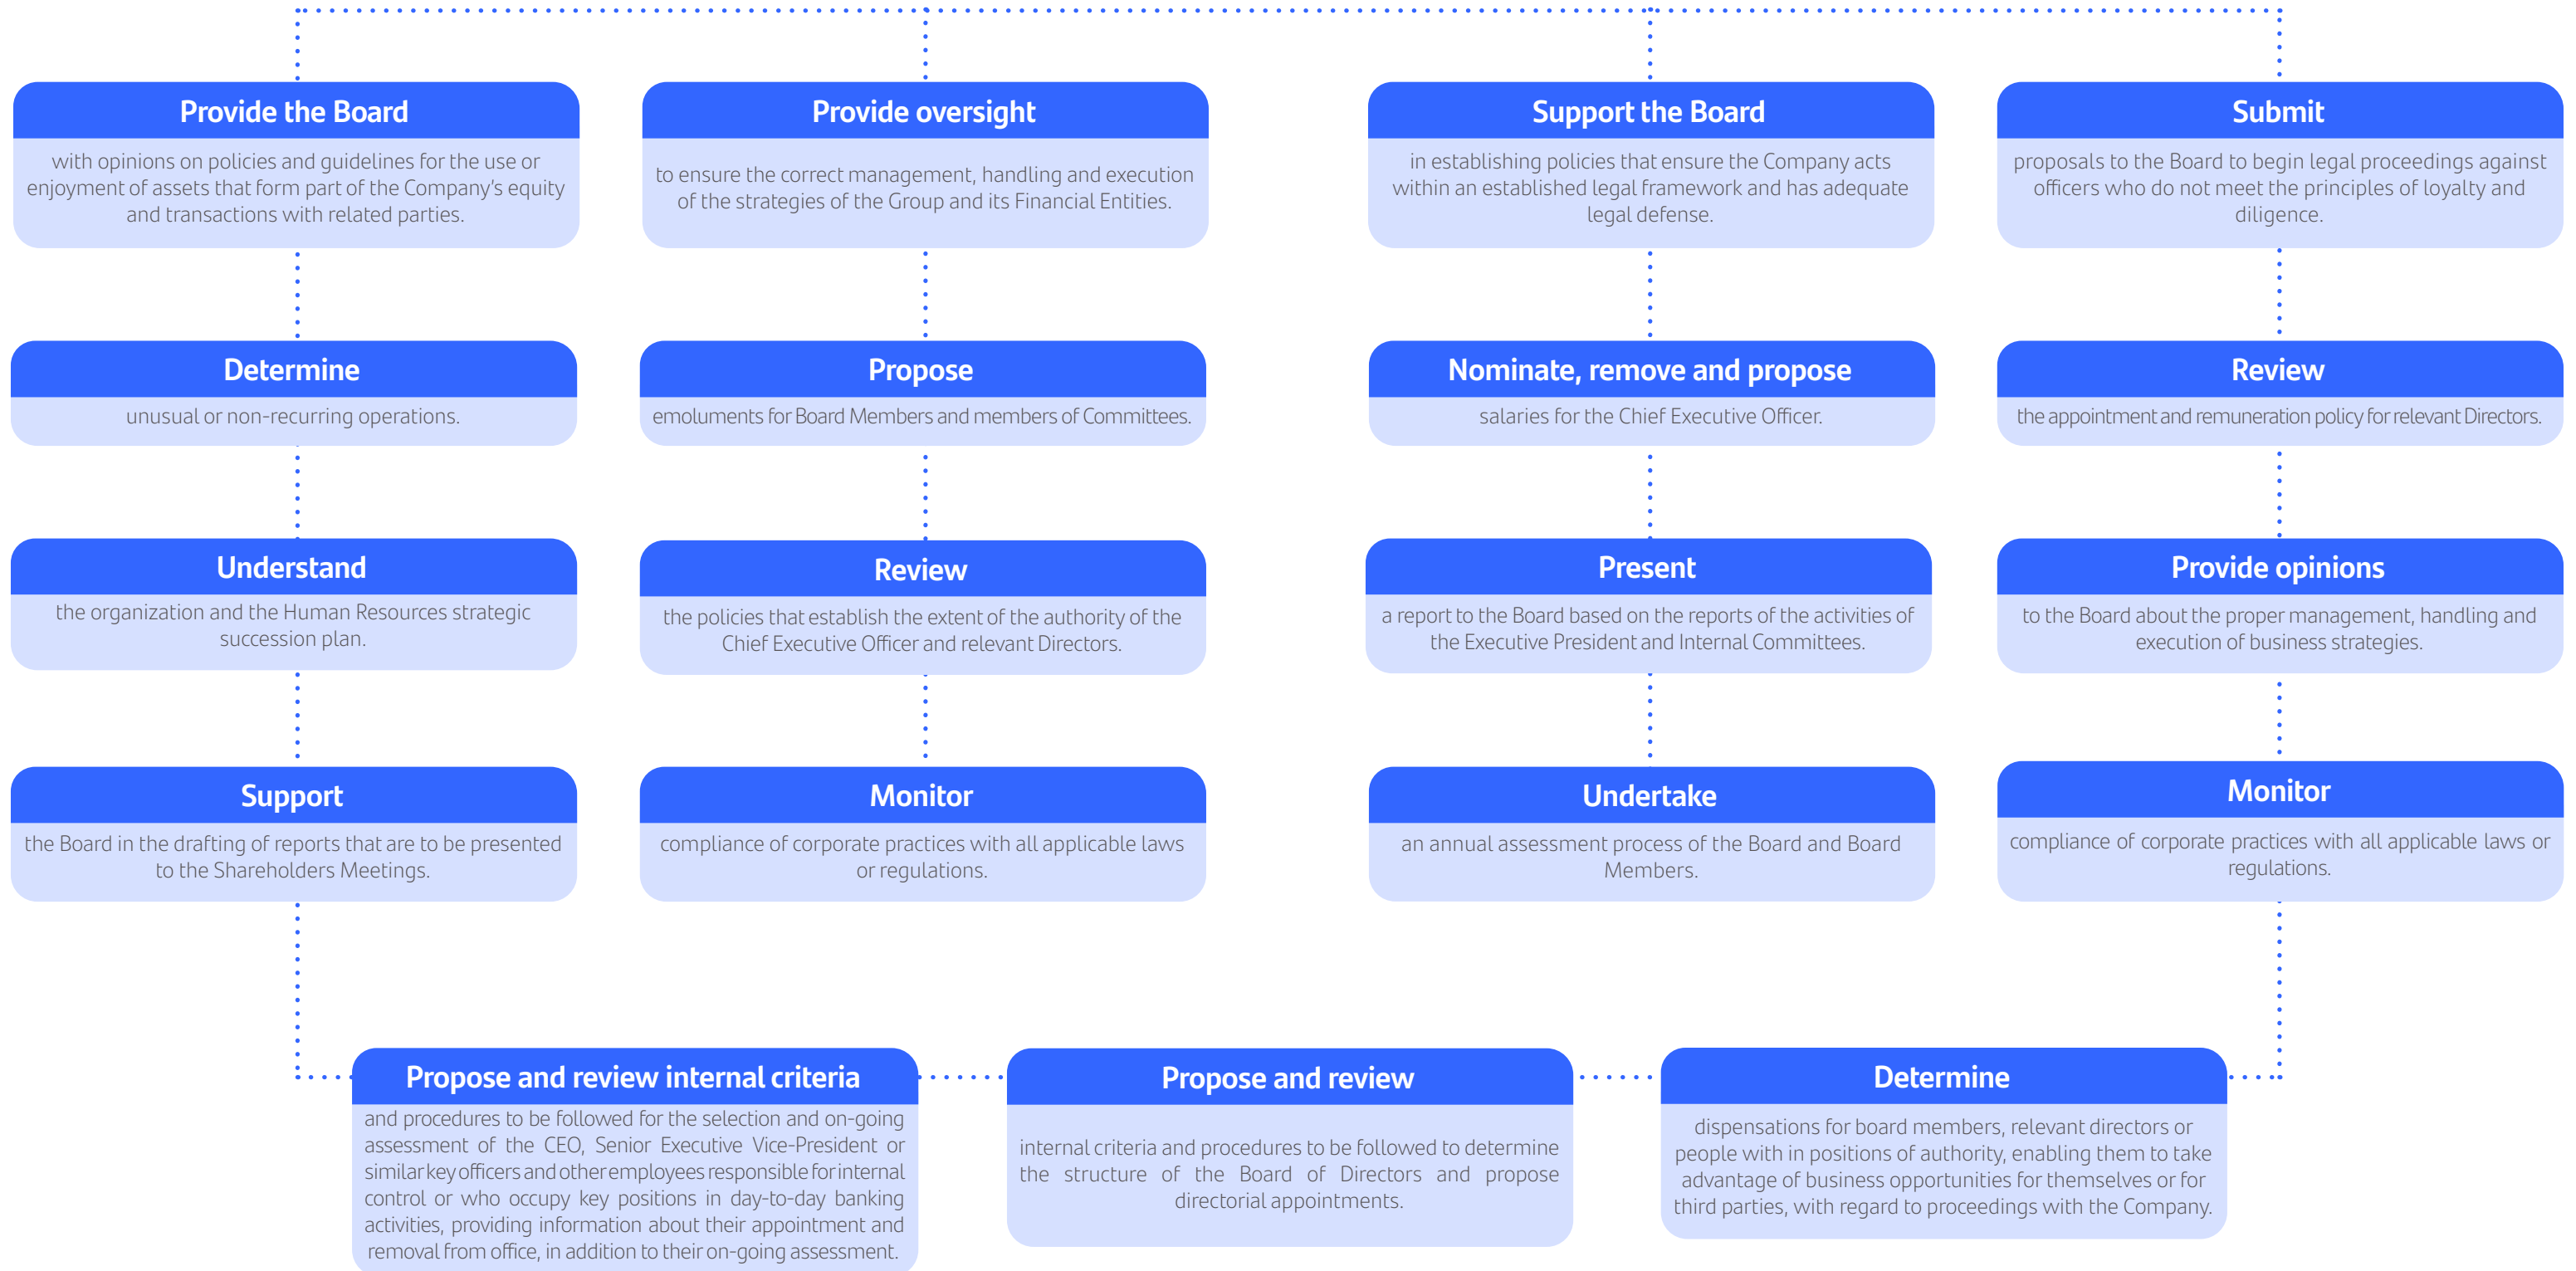 Provide the Board
with opinions on policies and guidelines for the use or
enjoyment of assets that form part of the Company's equity
and transactions with related parties.
Provide oversight
to ensure the correct management, handling and execution
of the strategies of the Group and its Financial Entities.
Support the Board
in establishing policies that ensure the Company acts
within an established legal framework and has adequate
legal defense.
Submit
proposals to the Board to begin legal proceedings against
officers who do not meet the principles of loyalty and
diligence.
Determine
unusual or non-recurring operations.
Propose
emoluments for Board Members and members of Committees.
Nominate, remove and propose
salaries for the Chief Executive Officer.
Review
the appointment and remuneration policy for relevant Directors.
Understand
the organization and the Human Resources strategic
succession plan.
Review
the policies that establish the extent of the authority of the
Chief Executive Officer and relevant Directors.
Present
a report to the Board based on the reports of the activities of
the Executive President and Internal Committees.
Provide opinions
to the Board about the proper management, handling and
execution of business strategies.
Support
the Board in the drafting of reports that are to be presented
to the Shareholders Meetings.
Monitor
compliance of corporate practices with all applicable laws
or regulations.
Undertake
an annual assessment process of the Board and Board
Members.
Monitor
compliance of corporate practices with all applicable laws or
regulations.
Propose and review internal criteria
and procedures to be followed for the selection and on-going
assessment of the CEO, Senior Executive Vice-President or
similar key officers and other employees responsible for internal
control or who occupy key positions in day-to-day banking
activities, providing information about their appointment and
removal from office, in addition to their on-going assessment.
Propose and review
internal criteria and procedures to be followed to determine
the structure of the Board of Directors and propose
directorial appointments.
Determine
dispensations for board members, relevant directors or
people with in positions of authority, enabling them to take
advantage of business opportunities for themselves or for
third parties, with regard to proceedings with the Company.